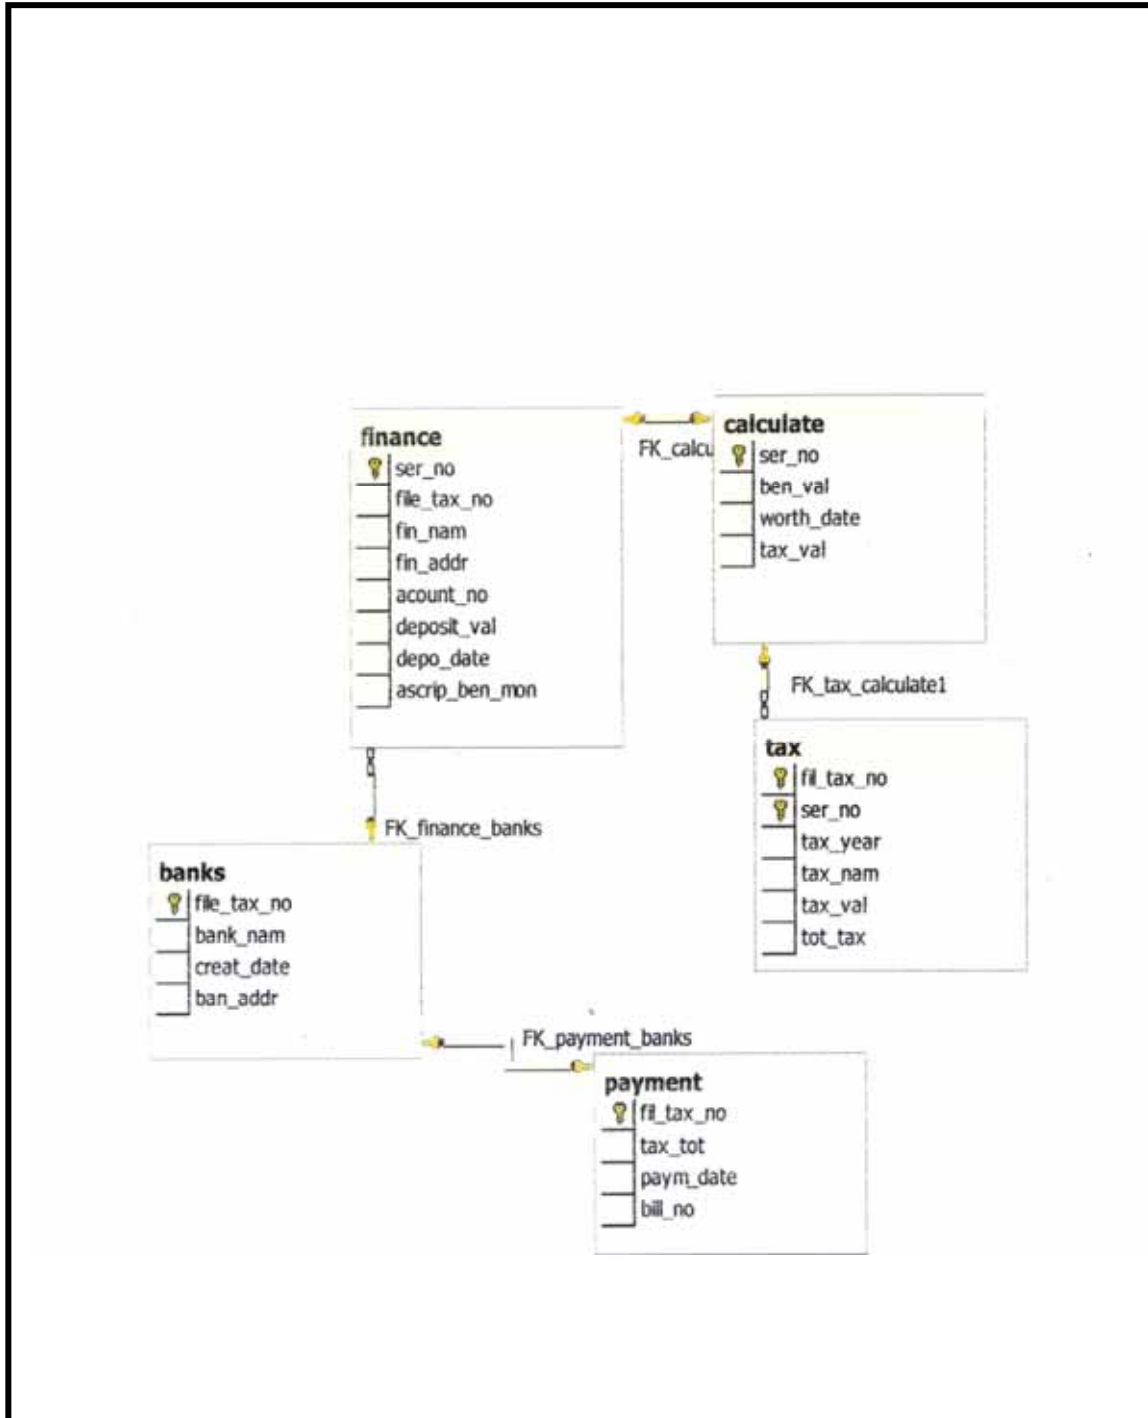 finance
ser_no
file_tax_no
fin_nam
fin_addr
acount_no
deposit_val
depo_date
ascrip_ben_mon
FK_calcu
calculate
ser_no
ben_val
worth_date
tax_val
FK_tax_calculate1
tax
fil_tax_no
ser_no
tax_year
tax_nam
tax_val
tot_tax
FK_finance_banks
banks
file_tax_no
bank_nam
creat_date
ban_addr
FK_payment_banks
payment
fil_tax_no
tax_tot
paym_date
bill_no